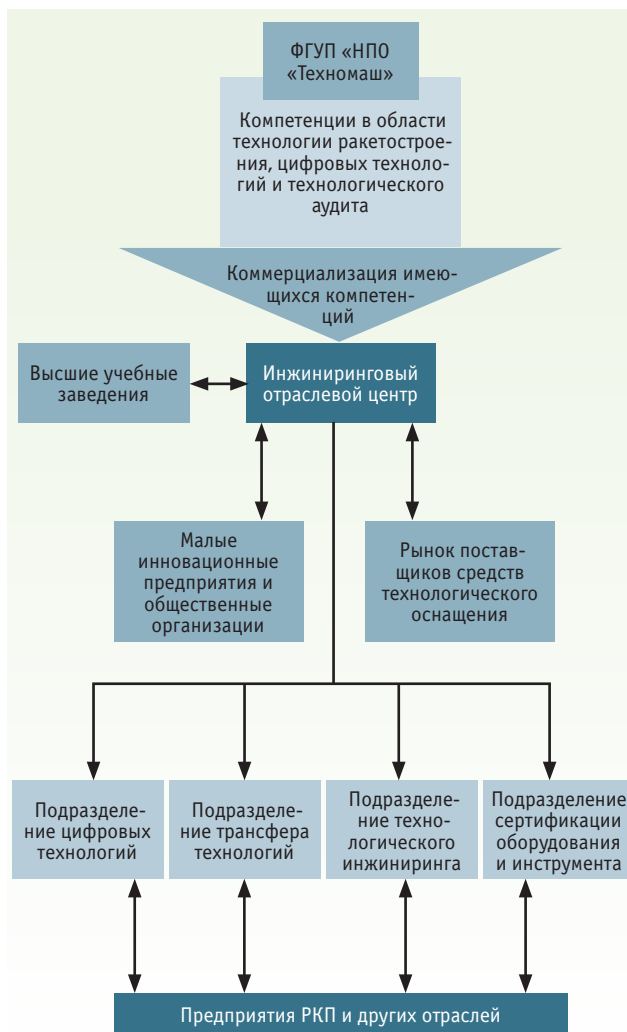 ФГУП «НПО
«Техномаш»
Компетенции в области
технологии ракетострое-
ния, цифровых техноло-
гий и технологического
аудита
Коммерциализация имею-
щихся компетен-
ций
Высшие учебные
заведения
Инжиниринговый
отраслевой центр
Малые
инновационные
предприятия и
общественные
организации
Рынок постав-
щиков средств
технологического
оснащения
Подразделе-
ние цифровых
технологий
Подразделе-
ние трансфера
технологий
Подразделе-
ние техно-
логического
инжиниринга
Подразделение
сертификации
оборудования
и инструмента
Предприятия РКП и других отраслей